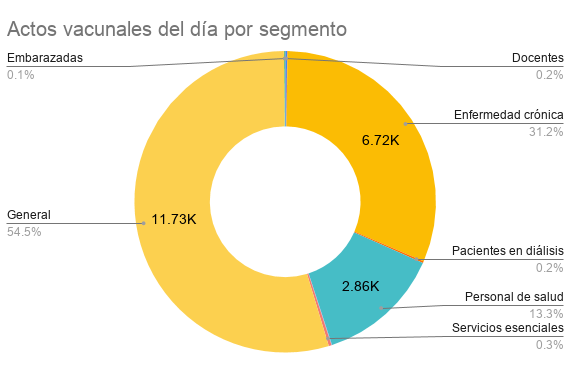 Actos vacunales del día por segmento
Embarazadas
0.1%
Docentes
0.2%
Enfermedad crónica
31.2%
6.72K
General
54.5%
11.73K
Pacientes en diálisis
0.2%
2.86K
Personal de salud
13.3%
Servicios esenciales
0.3%